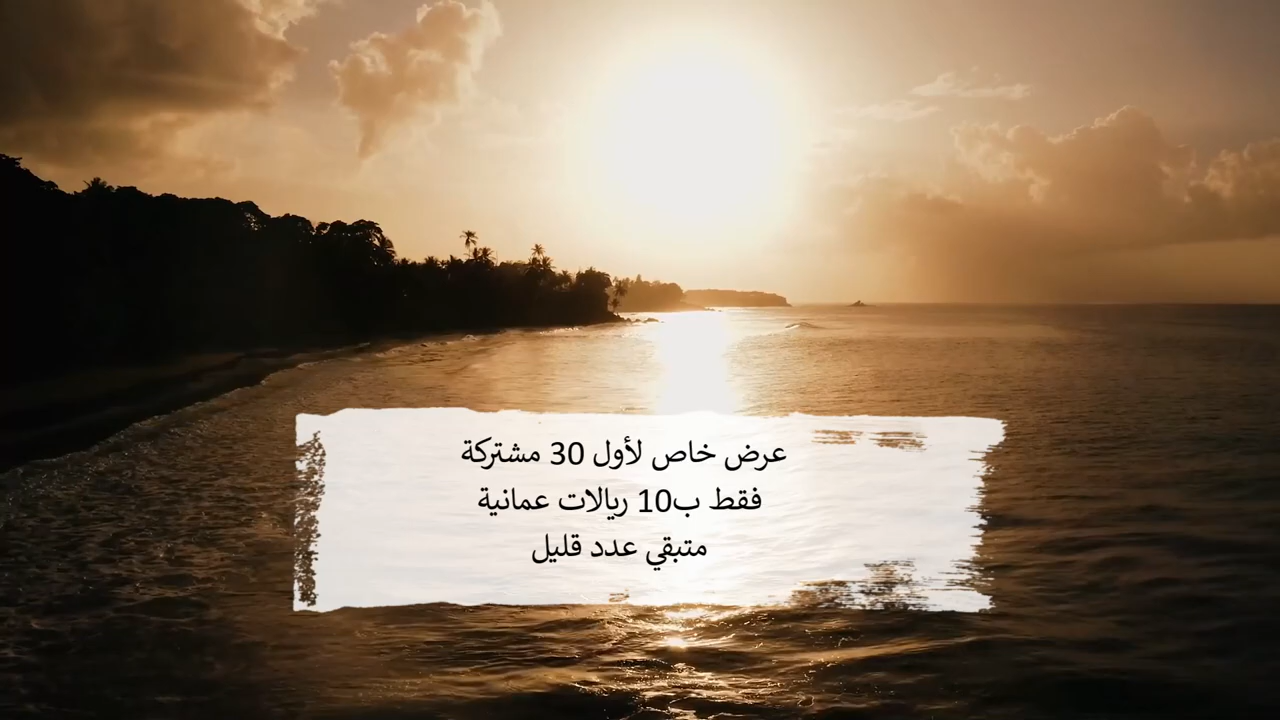 عرض خاص لأول 30 مشتركة
فقط ب10 ريالات عمانية
متبقي عدد قليل